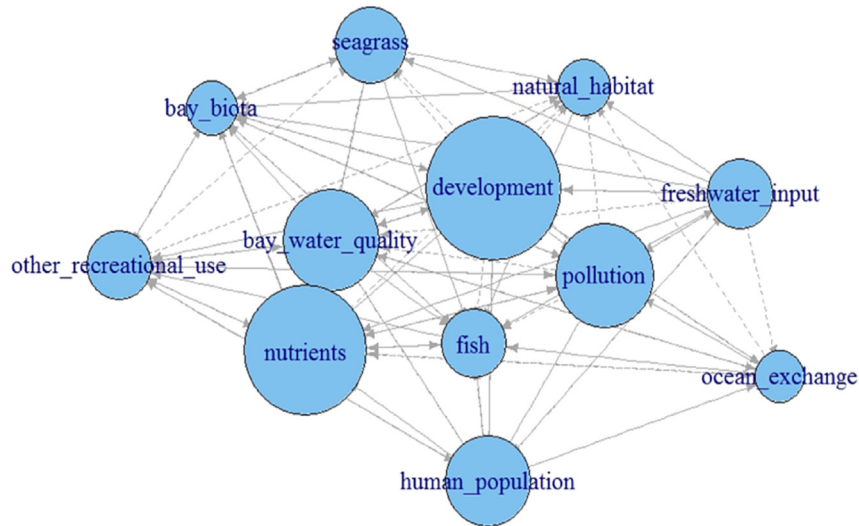 seagrass
natural_habitat
bay_biota
development
freshwater_input
bay_water_quality
other_recreational_use
pollution
nutrients
fish
ocean_exchange
human_population